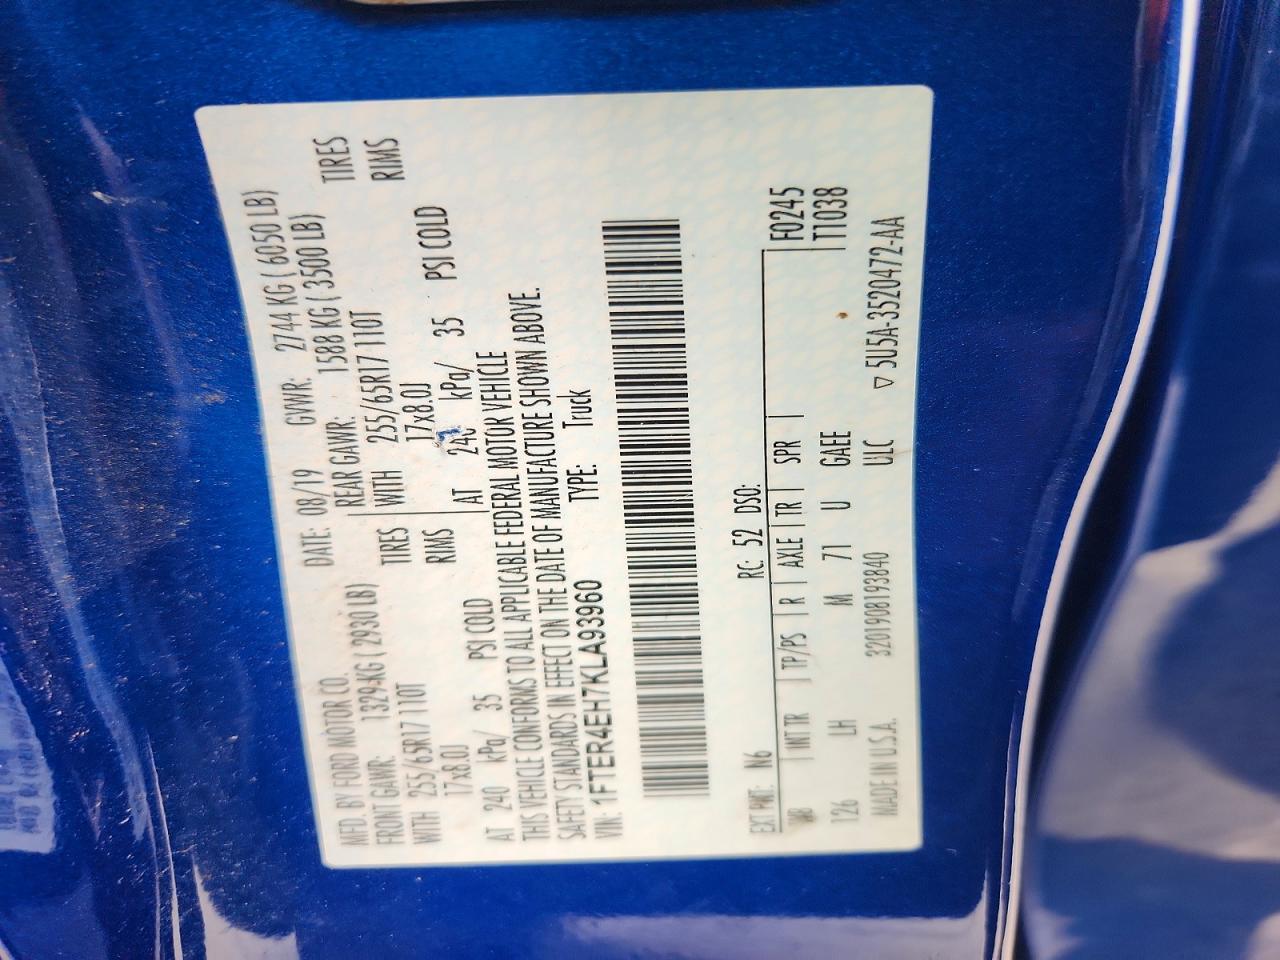 MFD. BY FORD MOTOR CO. DATE: 08/19 GVWR: 2744 KG ( 6050 LB)
FRONT GAWR: 1329 KG ( 2930 LB) REAR GAWR: 1588 KG ( 3500 LB)
WITH 255/65R17 110T TIRES WITH 255/65R17 110T TIRES
17x8.0J RIMS 17x8.0J RIMS
AT 240 kPa/ 35 PSI COLD AT 240 kPa/ 35 PSI COLD
THIS VEHICLE CONFORMS TO ALL APPLICABLE FEDERAL MOTOR VEHICLE
SAFETY STANDARDS IN EFFECT ON THE DATE OF MANUFACTURE SHOWN ABOVE.
VIN: 1FTER4EH7KLA93960 TYPE: Truck
EXT PNT: N6 RC: 52 DSO:
WB INT TR TP/PS R AXLE TR SPR F0245
126 LH M 71 U GAEE T1038
MADE IN U.S.A. 3201908193840 ULC ▽ 5U5A-3520472-AA